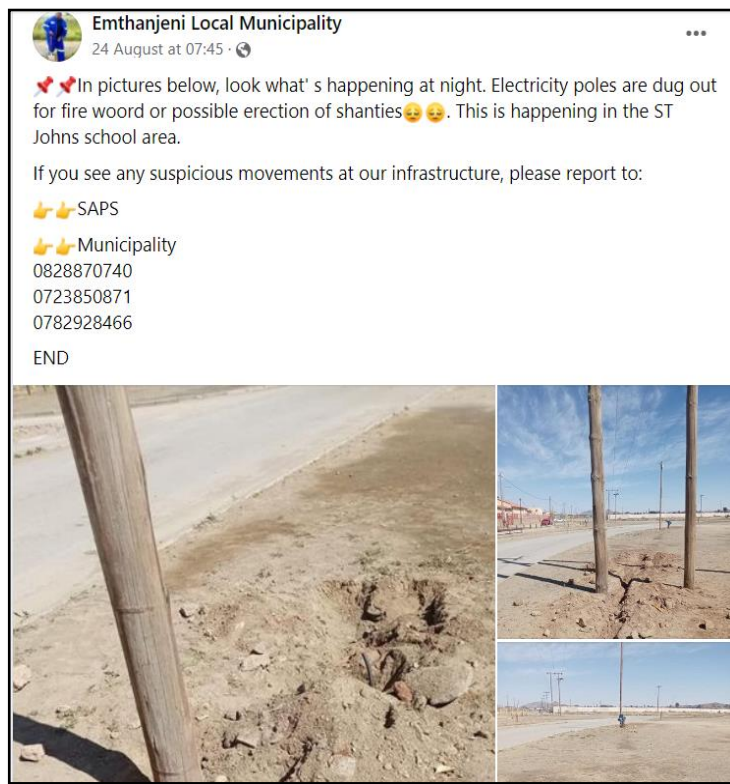 Emthanjeni Local Municipality
24 August at 07:45 ·
📌📌In pictures below, look what' s happening at night. Electricity poles are dug out
for fire woord or possible erection of shanties😔😔. This is happening in the ST
Johns school area.
If you see any suspicious movements at our infrastructure, please report to:
👉👉SAPS
👉👉Municipality
0828870740
0723850871
0782928466
END